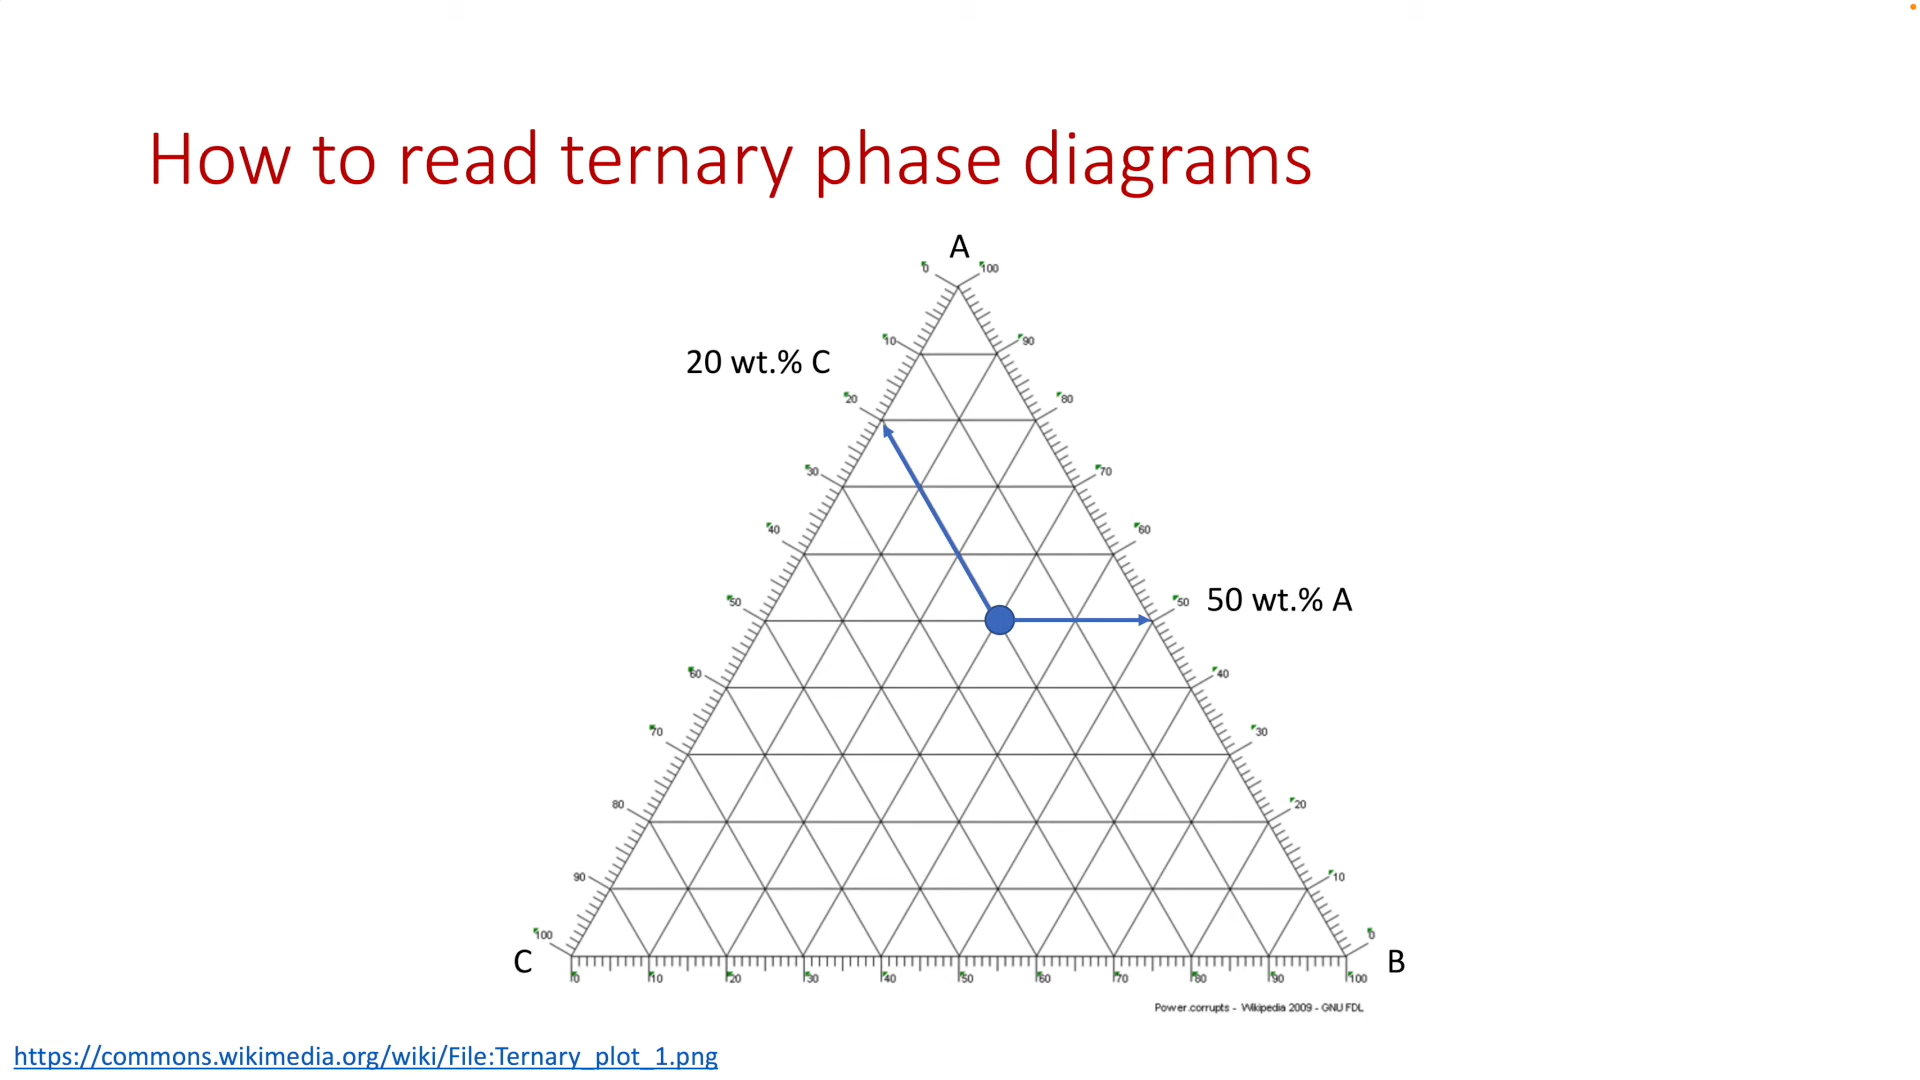 How to read ternary phase diagrams
A
0 100
10 90
20 wt.% C
20 80
30 70
40 60
50 50 50 wt.% A
60 40
70 30
80 20
90 10
100 0
C B
0 10 20 30 40 50 60 70 80 90 100
Power.corrupts - Wikipedia 2009 - GNU FDL
https://commons.wikimedia.org/wiki/File:Ternary_plot_1.png